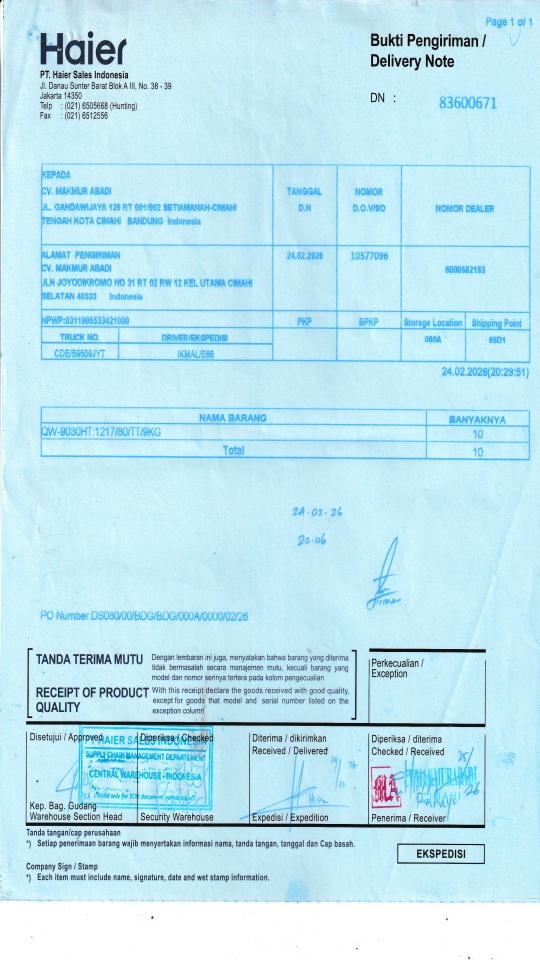 Page 1 of 1
Haier
Bukti Pengiriman /
Delivery Note
PT. Haier Sales Indonesia
Jl. Danau Sunter Barat Blok A III, No. 38 - 39
Jakarta 14350
Telp : (021) 6505668 (Hunting)
Fax : (021) 6512556
DN : 83600671
KEPADA
CV. MAKMUR ABADI
JL. GANDAWIJAYA 126 RT 001/002 SETIAMANAH-CIMAHI
TENGAH KOTA CIMAHI BANDUNG Indonesia
TANGGAL
D.N
NOMOR
D.O.V/SO
NOMOR DEALER
ALAMAT PENGIRIMAN
CV. MAKMUR ABADI
JLN JOYODIKROMO NO 31 RT 02 RW 12 KEL UTAMA CIMAHI
SELATAN 40533 Indonesia
24.02.2026
10577096
6000582183
NPWP:0311905533421000
PKP
BPKP
Storage Location
Shipping Point
TRUCK NO.
DRIVER/EKSPEDISI
000A
65D1
CDE/B9509JYT
IKMAL/E88
24.02.2026(20:29:51)
NAMA BARANG
BANYAKNYA
QW-9030HT:1217/80/TT/9KG
10
Total
10
24-02-26
20.06
PO Number:DS080/00/BDG/BDG/000A/0000/02/26
TANDA TERIMA MUTU
Dengan lembaran ini juga, menyatakan bahwa barang yang diterima
tidak bermasalah secara manajemen mutu, kecuali barang yang
model dan nomor serinya tertera pada kolom pengecualian
RECEIPT OF PRODUCT
QUALITY
With this receipt declare the goods received with good quality,
except for goods that model and serial number listed on the
exception column
Perkecualian /
Exception
Disetujui / Approved
Diperiksa / Checked
Diterima / dikirimkan
Received / Delivered
Diperiksa / diterima
Checked / Received
HAIER SALES INDONESIA
SUPPLY CHAIN MANAGEMENT DEPARTEMENT
CENTRAL WAREHOUSE - INDONESIA
Kep. Bag. Gudang
Warehouse Section Head
Security Warehouse
Expedisi / Expedition
Penerima / Receiver
Tanda tangan/cap perusahaan
*) Setiap penerimaan barang wajib menyertakan informasi nama, tanda tangan, tanggal dan Cap basah.
EKSPEDISI
Company Sign / Stamp
*) Each item must include name, signature, date and wet stamp information.